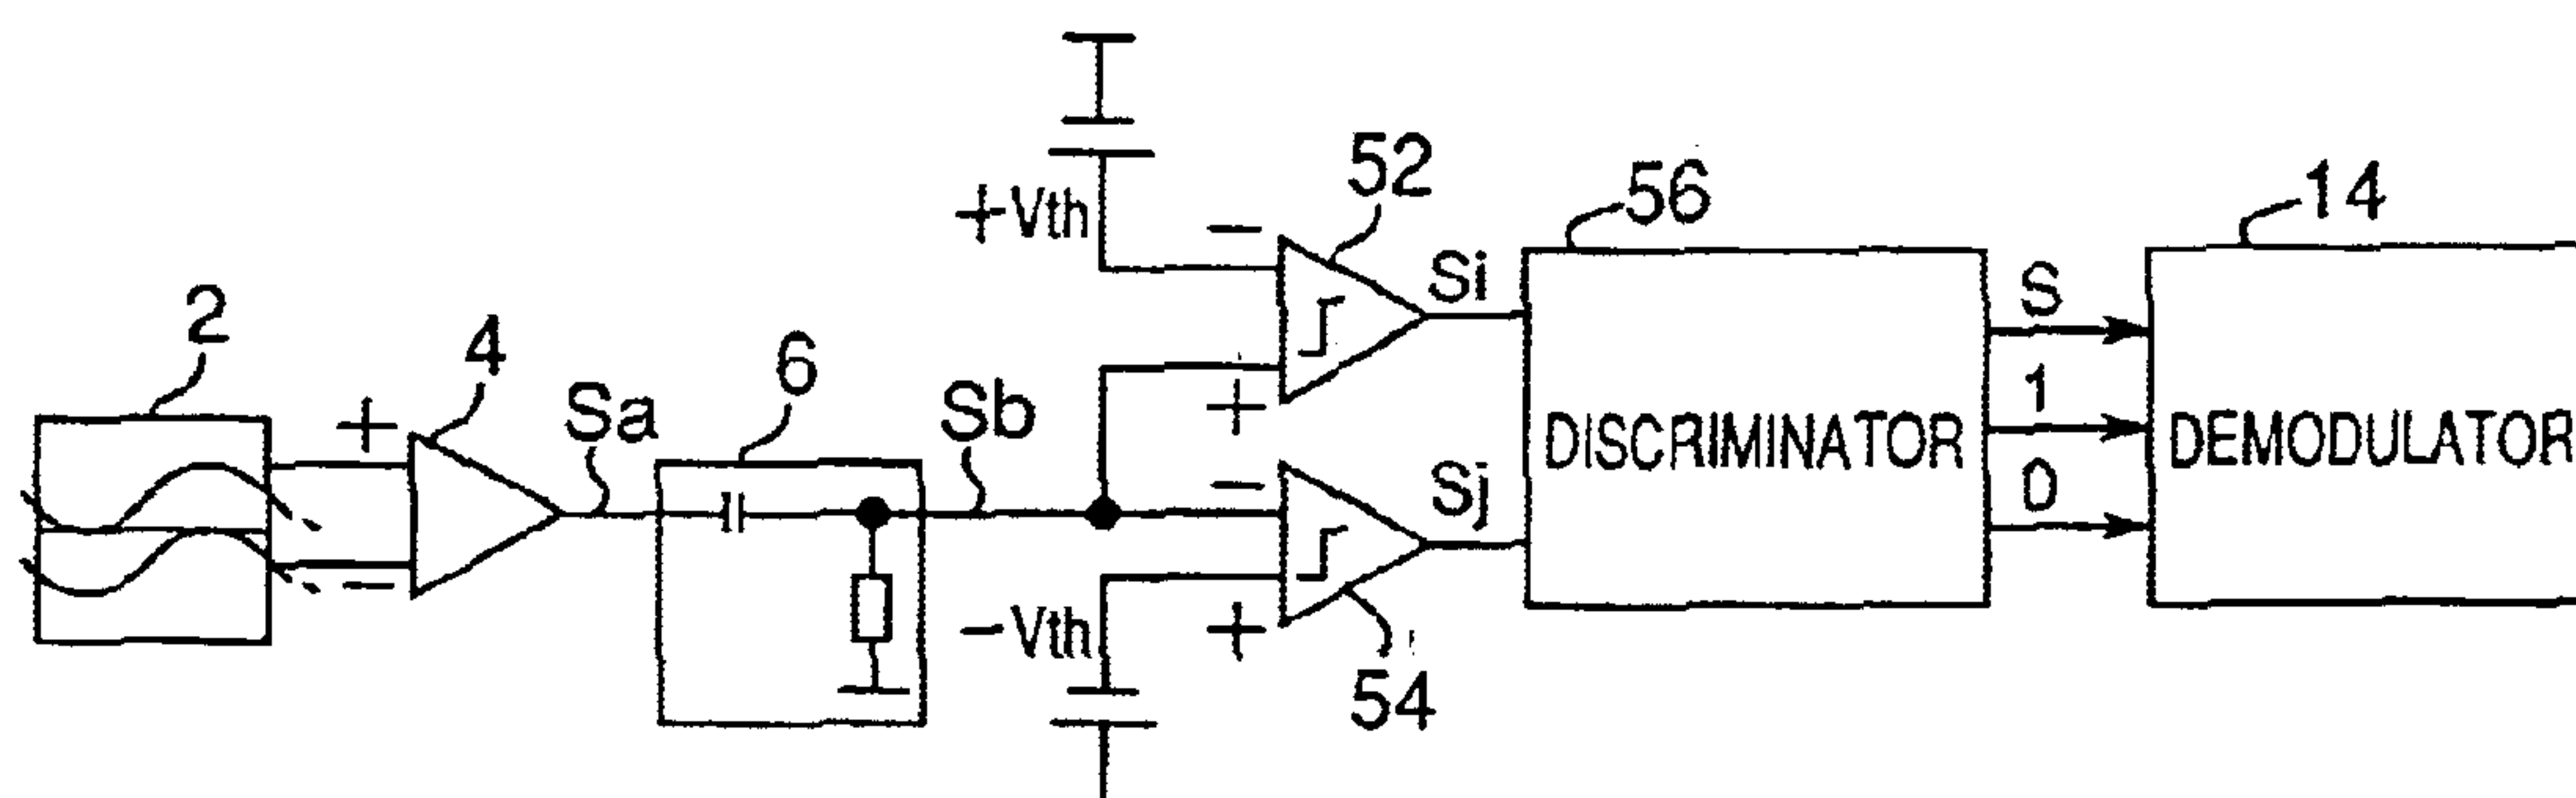 2
+
−
4
Sa
6
Sb
+Vth
−
+
52
Si
−Vth
−
+
54
Sj
56
DISCRIMINATOR
S
1
0
14
DEMODULATOR